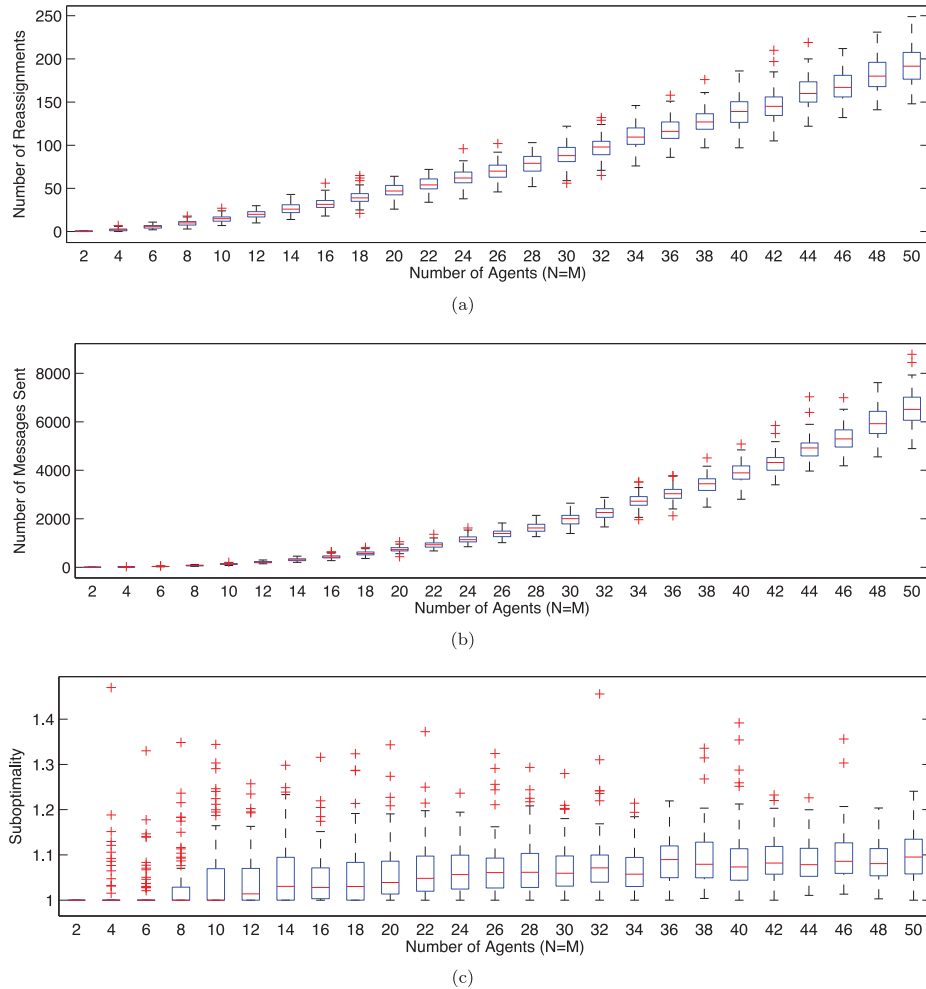 250
200
150
100
50
0
Number of Reassignments
2 4 6 8 10 12 14 16 18 20 22 24 26 28 30 32 34 36 38 40 42 44 46 48 50
Number of Agents (N=M)
(a)
8000
6000
4000
2000
0
Number of Messages Sent
2 4 6 8 10 12 14 16 18 20 22 24 26 28 30 32 34 36 38 40 42 44 46 48 50
Number of Agents (N=M)
(b)
1.4
1.3
1.2
1.1
1
Suboptimality
2 4 6 8 10 12 14 16 18 20 22 24 26 28 30 32 34 36 38 40 42 44 46 48 50
Number of Agents (N=M)
(c)